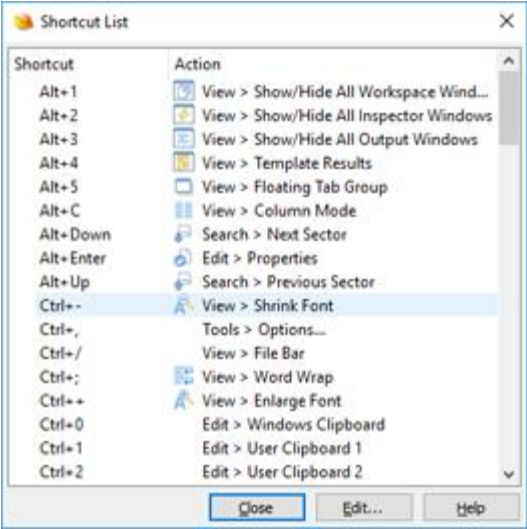 Shortcut List
Shortcut Action
Alt+1 View > Show/Hide All Workspace Wind...
Alt+2 View > Show/Hide All Inspector Windows
Alt+3 View > Show/Hide All Output Windows
Alt+4 View > Template Results
Alt+5 View > Floating Tab Group
Alt+C View > Column Mode
Alt+Down Search > Next Sector
Alt+Enter Edit > Properties
Alt+Up Search > Previous Sector
Ctrl+- View > Shrink Font
Ctrl+, Tools > Options...
Ctrl+/ View > File Bar
Ctrl+; View > Word Wrap
Ctrl++ View > Enlarge Font
Ctrl+0 Edit > Windows Clipboard
Ctrl+1 Edit > User Clipboard 1
Ctrl+2 Edit > User Clipboard 2
Close Edit... Help